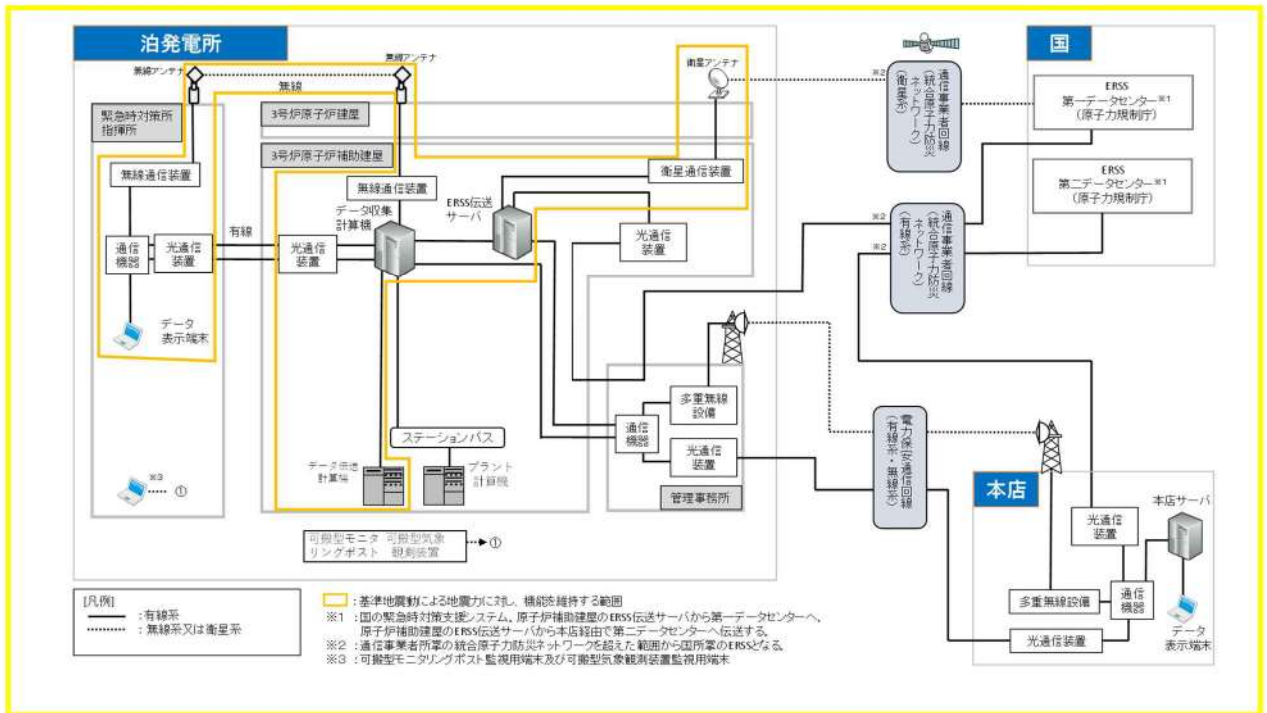 泊発電所
無線アンテナ
無線アンテナ
無線
衛星アンテナ
緊急時対策所
指揮所
3号炉原子炉建屋
3号炉原子炉補助建屋
無線通信装置
無線通信装置
衛星通信装置
データ収集
計算機
ERSS伝送
サーバ
有線
通信
機器
光通信
装置
光通信
装置
光通信
装置
データ
表示端末
ステーションバス
データ伝送
計算機
プラント
計算機
※3
①
可搬型モニタ
リングポスト
可搬型気象
観測装置
①
多重無線
設備
通信
機器
光通信
装置
管理事務所
※2
通信事業者回線
(統合原子力防災
ネットワーク)
(衛星系)
※2
※2
通信事業者回線
(統合原子力防災
ネットワーク)
(有線系)
電力保安通信回線
(有線系・無線系)
国
ERSS
第一データセンター※1
(原子力規制庁)
ERSS
第二データセンター※1
(原子力規制庁)
本店
本店サーバ
光通信
装置
多重無線設備
通信
機器
光通信装置
データ
表示端末
[凡例]
:有線系
:無線系又は衛星系
:基準地震動による地震力に対し、機能を維持する範囲
※1 :国の緊急時対策支援システム。原子炉補助建屋のERSS伝送サーバから第一データセンターへ、
原子炉補助建屋のERSS伝送サーバから本店経由で第二データセンターへ伝送する。
※2 :通信事業者所掌の統合原子力防災ネットワークを超えた範囲から国所掌のERSSとなる。
※3 :可搬型モニタリングポスト監視用端末及び可搬型気象観測装置監視用端末